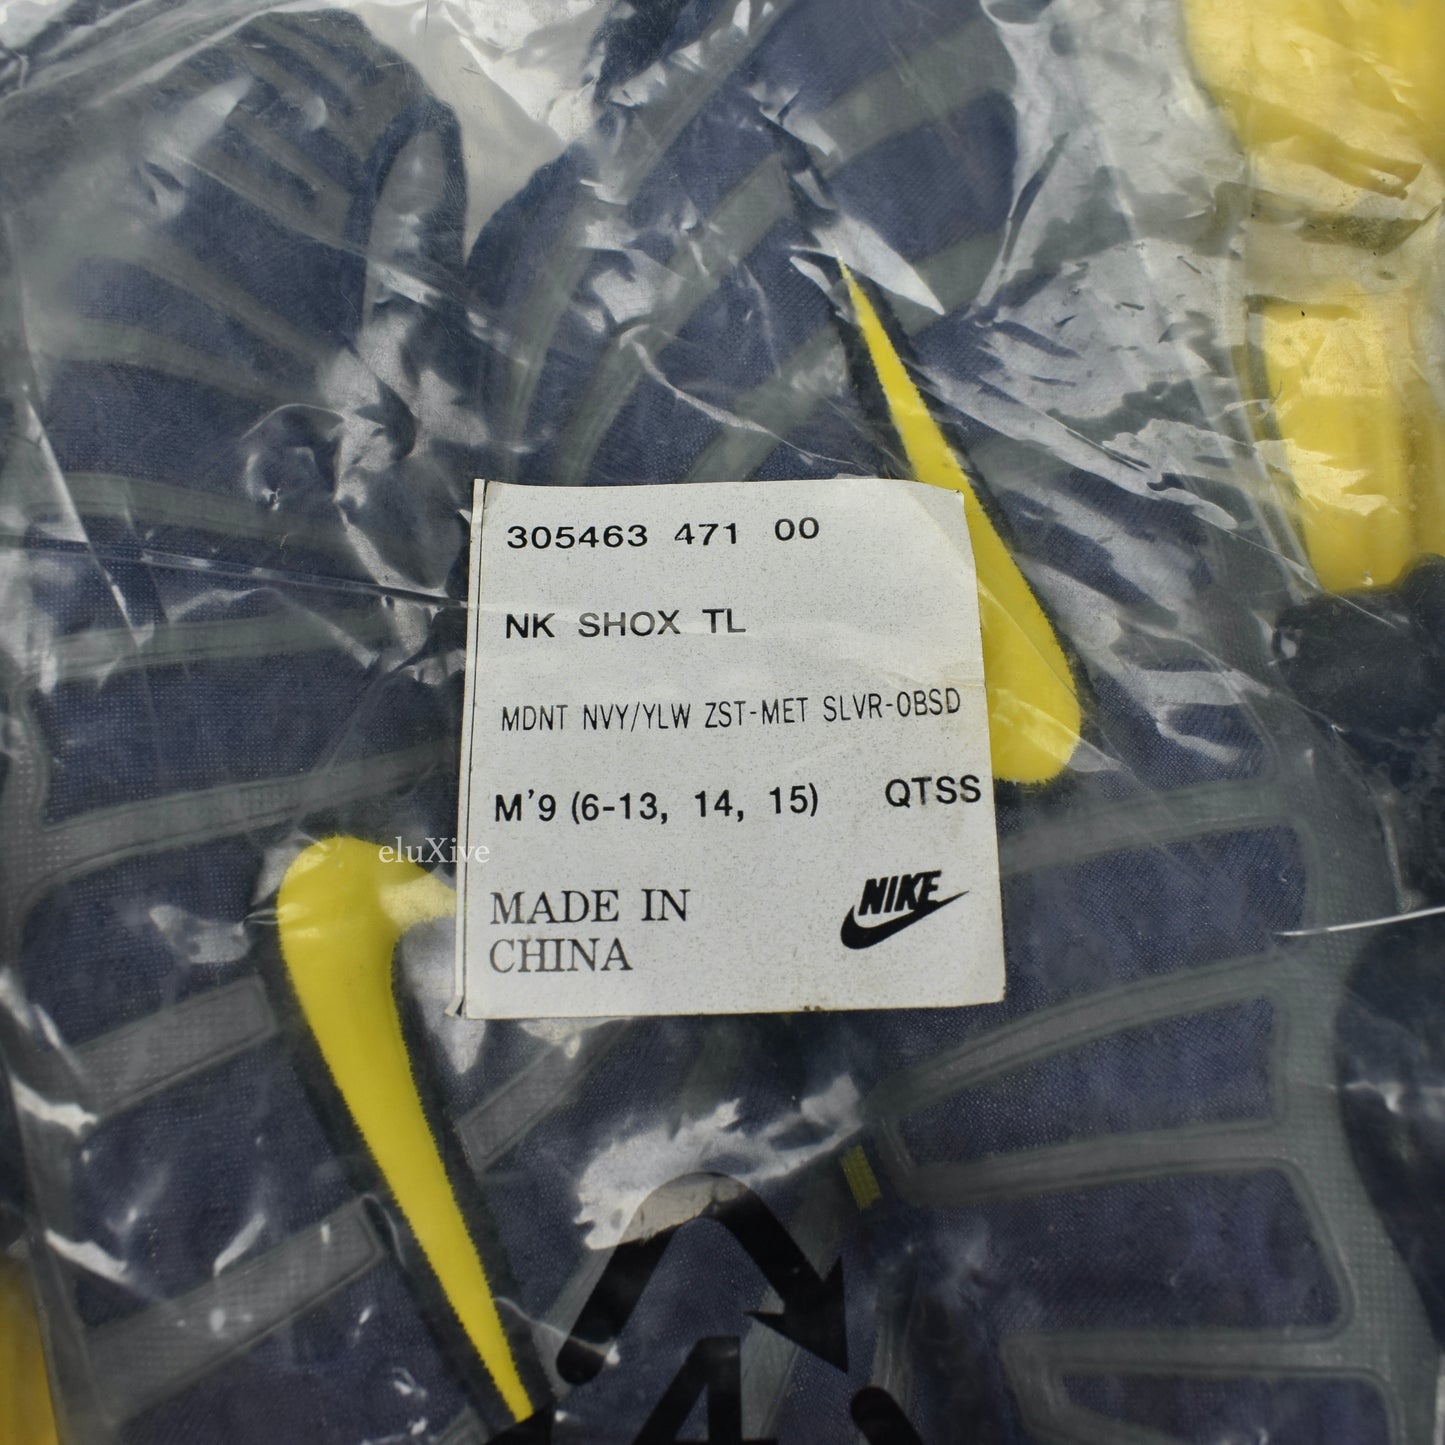 305463 471 00
NK SHOX TL
MDNT NVY/YLW ZST-MET SLVR-OBSD
M'9 (6-13, 14, 15) QTSS
eluXive
MADE IN
CHINA
NIKE
4